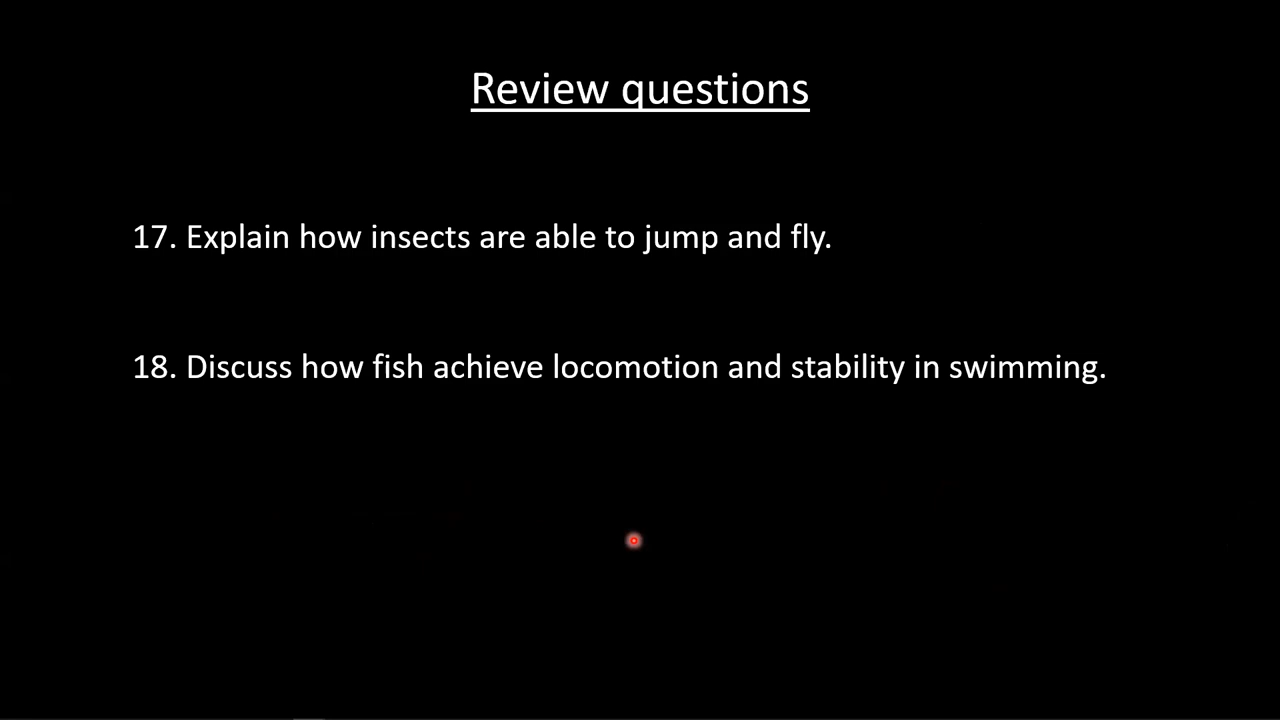 Review questions
17. Explain how insects are able to jump and fly.
18. Discuss how fish achieve locomotion and stability in swimming.